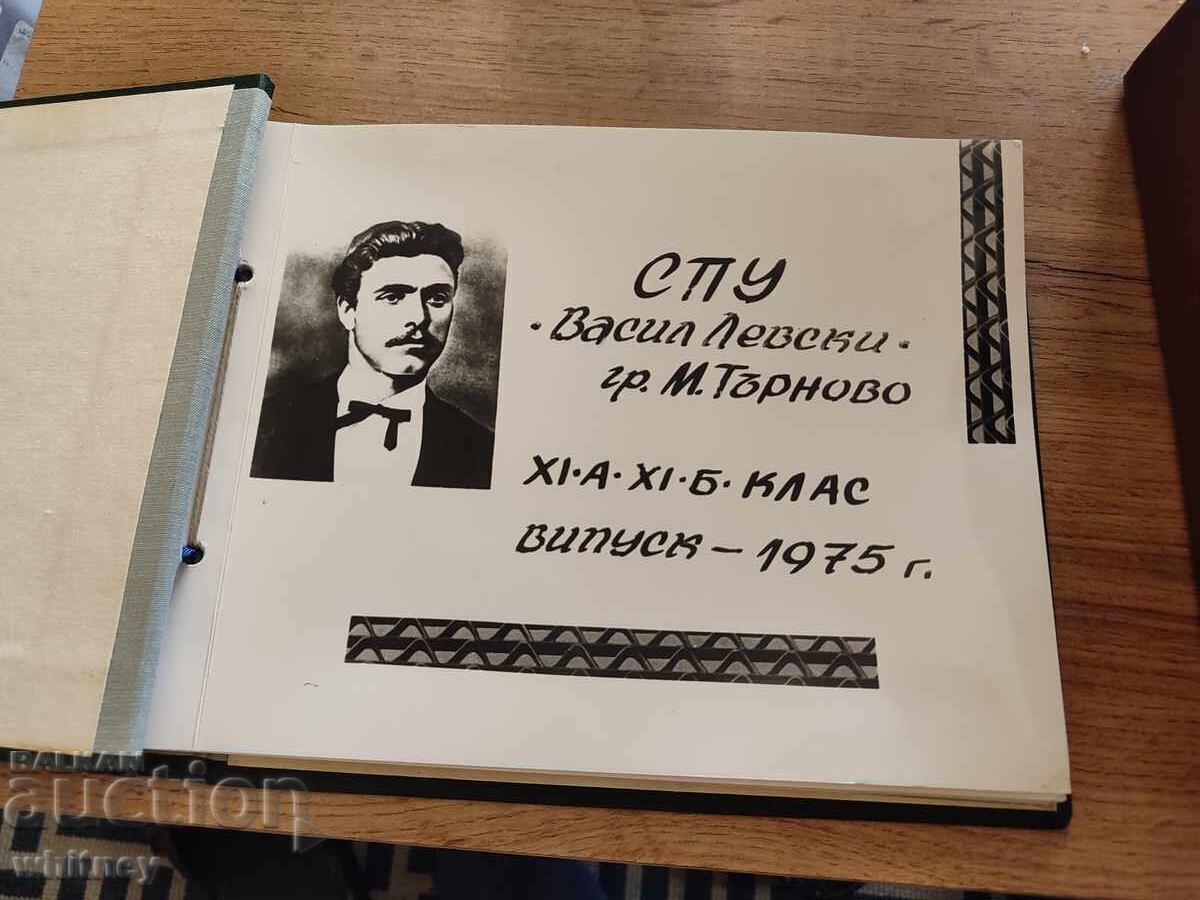 СПУ
·Васил Левски·
гр. М. Търново
XI·А·XI·Б·КЛАС
ВИПУСК – 1975 г.
BALKAN
auction
whitney